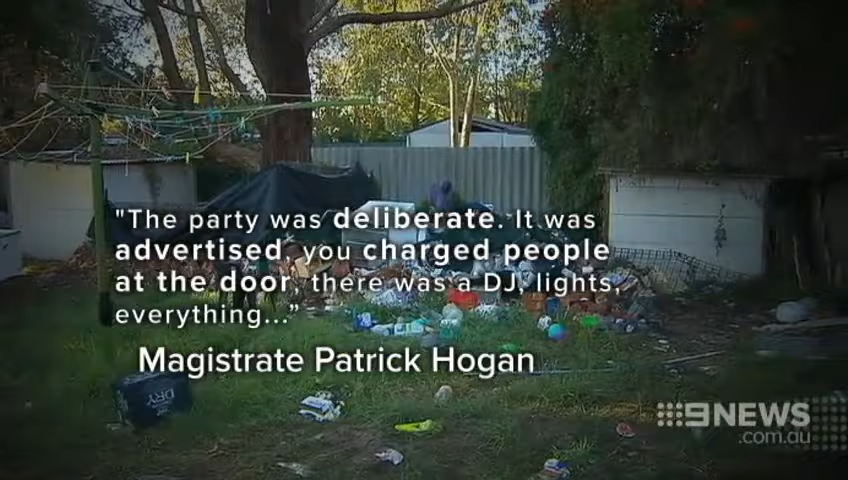 "The party was deliberate. It was
advertised, you charged people
at the door, there was a DJ, lights,
everything..."
Magistrate Patrick Hogan
DRY
9NEWS
.com.au